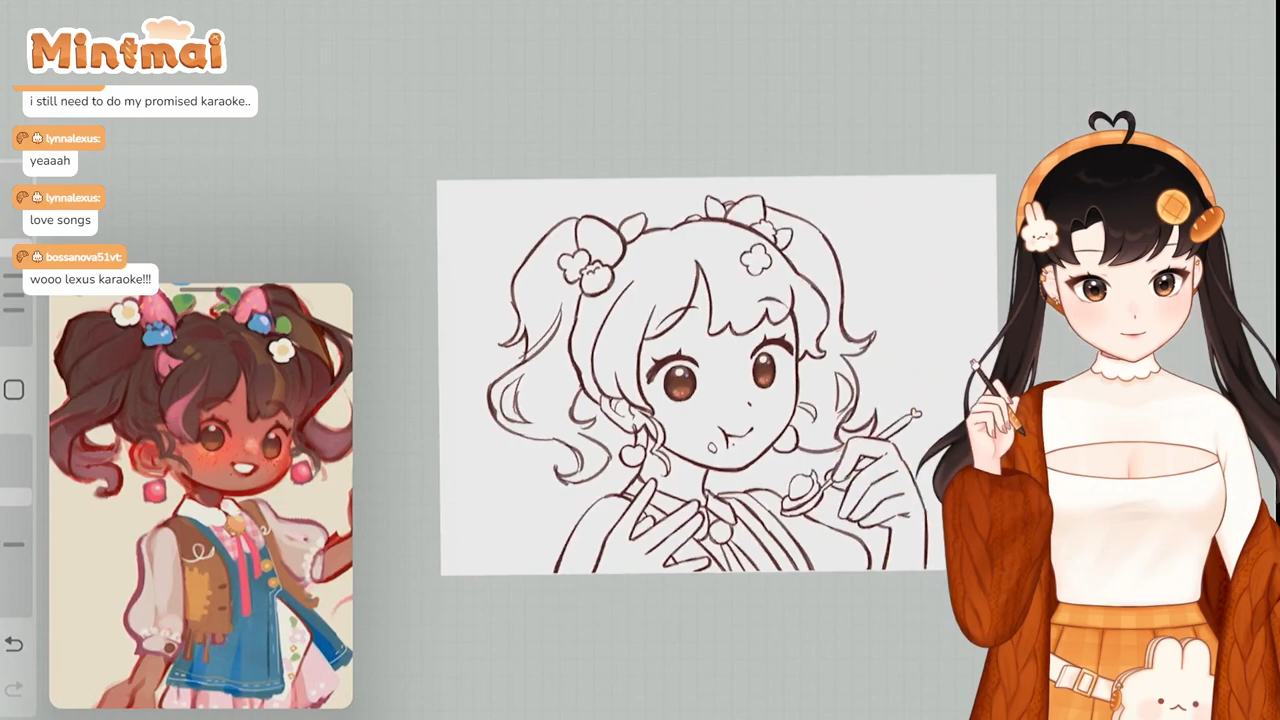 Mintmai
i still need to do my promised karaoke..
lynnalexus:
yeaaah
lynnalexus:
love songs
bossanova51vt:
wooo lexus karaoke!!!